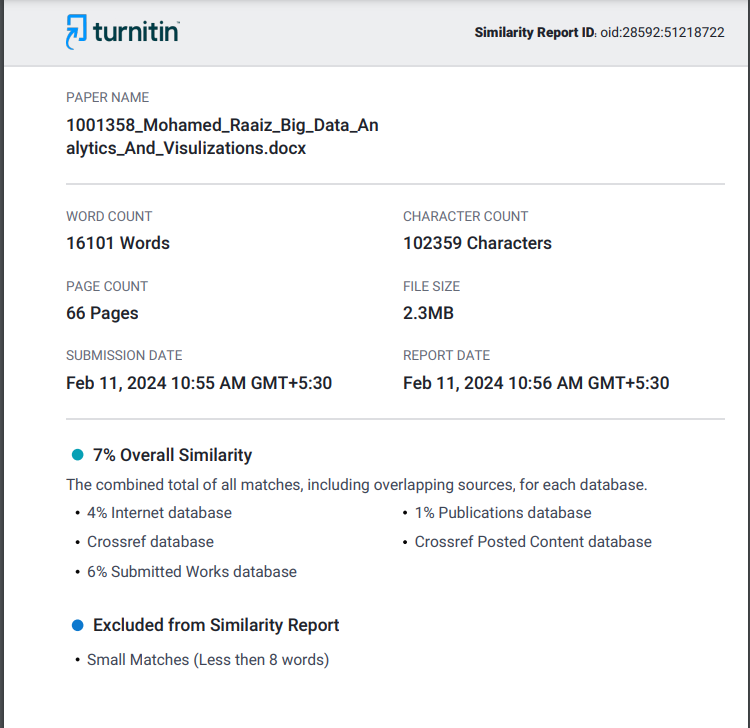 turnitin
Similarity Report ID: oid:28592:51218722
PAPER NAME
1001358_Mohamed_Raaiz_Big_Data_An
alytics_And_Visulizations.docx
WORD COUNT
CHARACTER COUNT
16101 Words
102359 Characters
PAGE COUNT
FILE SIZE
66 Pages
2.3MB
SUBMISSION DATE
REPORT DATE
Feb 11, 2024 10:55 AM GMT+5:30
Feb 11, 2024 10:56 AM GMT+5:30
7% Overall Similarity
The combined total of all matches, including overlapping sources, for each database.
• 4% Internet database
• 1% Publications database
• Crossref database
• Crossref Posted Content database
• 6% Submitted Works database
Excluded from Similarity Report
• Small Matches (Less then 8 words)